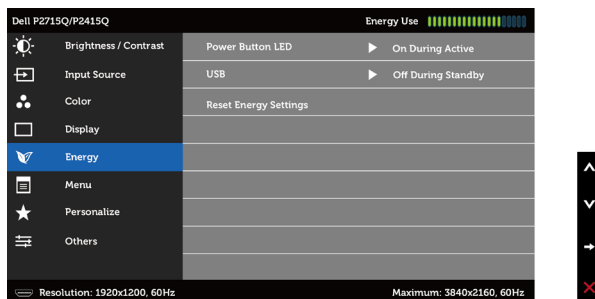 Dell P2715Q/P2415Q Energy Use
Brightness / Contrast Power Button LED On During Active
Input Source USB Off During Standby
Color Reset Energy Settings
Display
Energy
Menu
Personalize
Others
Resolution: 1920x1200, 60Hz Maximum: 3840x2160, 60Hz